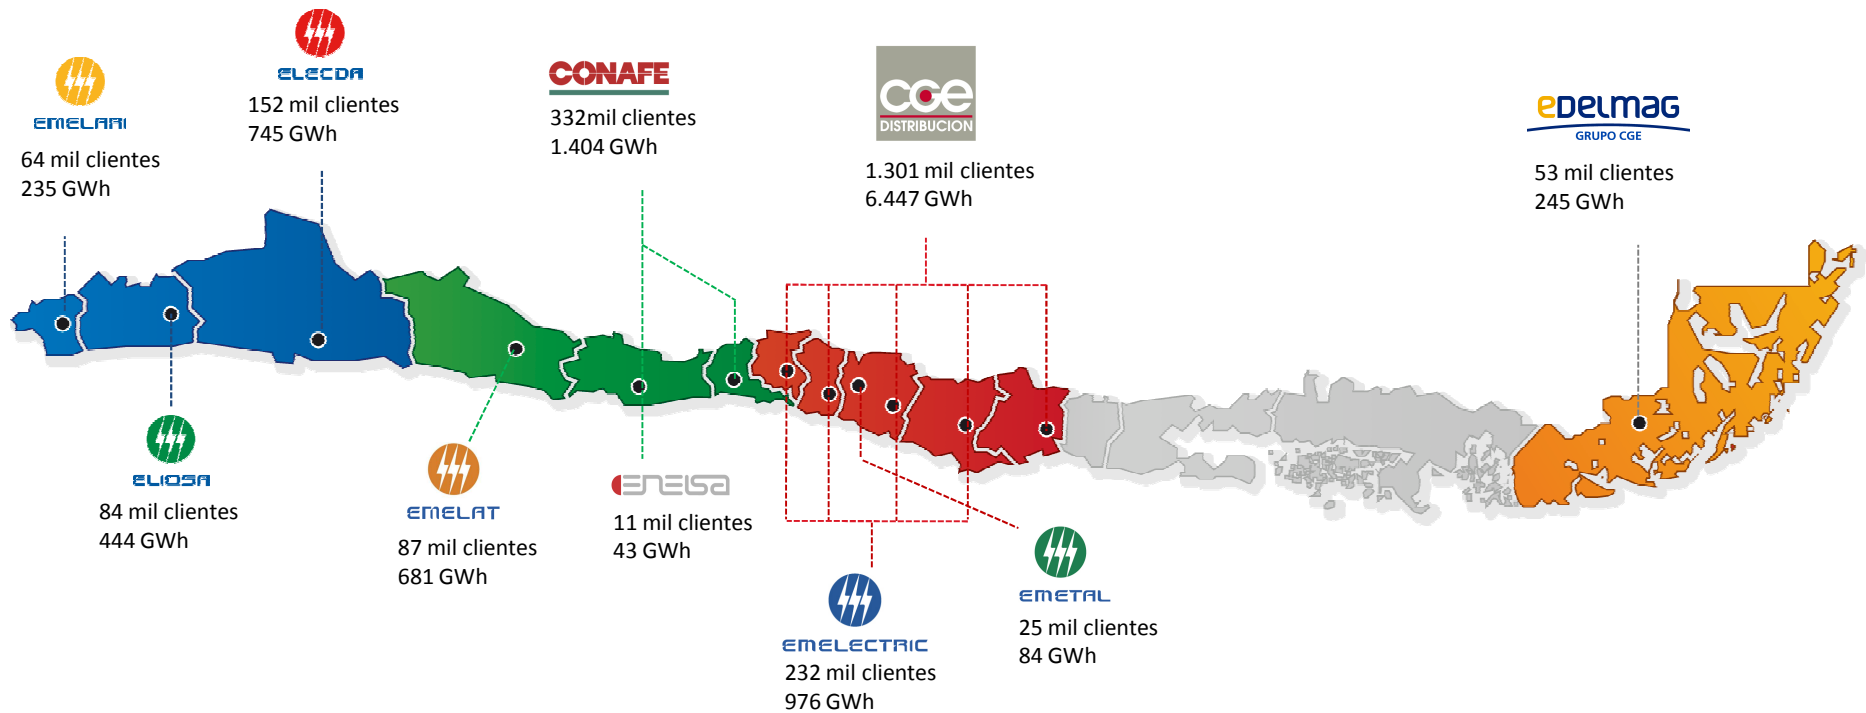 EMELARI
64 mil clientes
235 GWh
ELECDA
152 mil clientes
745 GWh
CONAFE
332mil clientes
1.404 GWh
cge
DISTRIBUCION
1.301 mil clientes
6.447 GWh
eDelmag
GRUPO CGE
53 mil clientes
245 GWh
ELIQSA
84 mil clientes
444 GWh
EMELAT
87 mil clientes
681 GWh
enelsa
11 mil clientes
43 GWh
EMELECTRIC
232 mil clientes
976 GWh
EMETAL
25 mil clientes
84 GWh